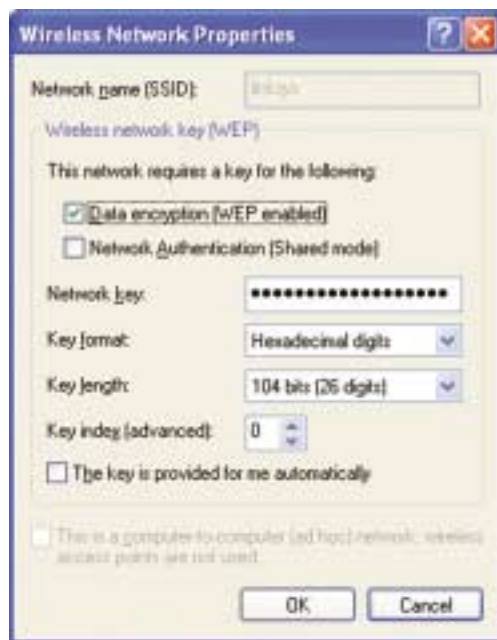 Wireless Network Properties
Network name (SSID): linksys
Wireless network key (WEP)
This network requires a key for the following:
Data encryption (WEP enabled)
Network Authentication (Shared mode)
Network key: ••••••••••••••••••
Key format: Hexadecimal digits
Key length: 104 bits (26 digits)
Key index (advanced): 0
The key is provided for me automatically
This is a computer-to-computer (ad hoc) network; wireless
access points are not used
OK Cancel